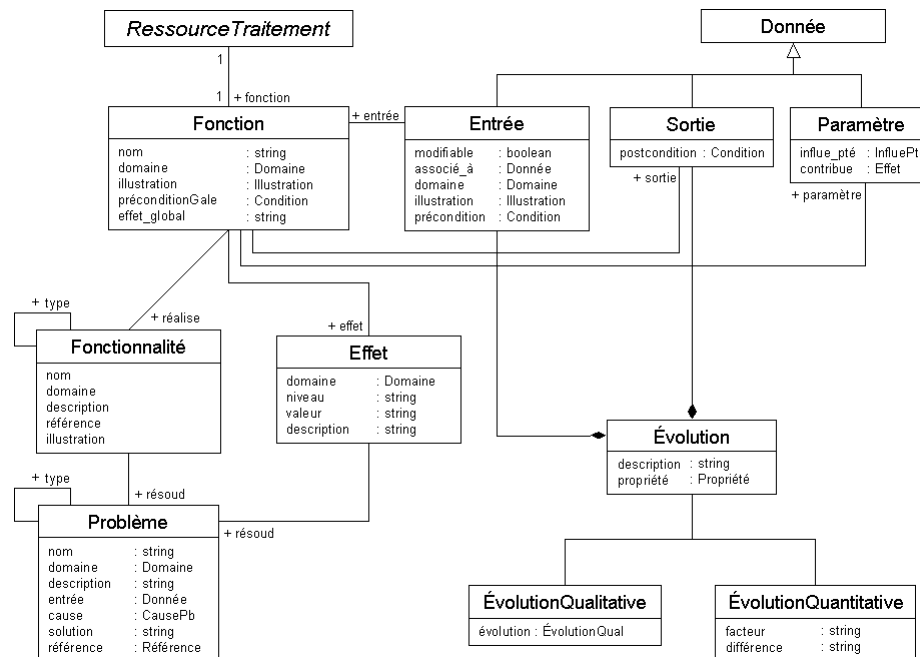 RessourceTraitement
Donnée
1
1
+ fonction
Fonction
nom : string
domaine : Domaine
illustration : Illustration
préconditionGale : Condition
effet_global : string
+ entrée
Entrée
modifiable : boolean
associé_à : Donnée
domaine : Domaine
illustration : Illustration
précondition : Condition
Sortie
postcondition : Condition
+ sortie
Paramètre
influe_pté : InfluePt
contribue : Effet
+ paramètre
+ type
+ réalise
Fonctionnalité
nom
domaine
description
référence
illustration
+ effet
Effet
domaine : Domaine
niveau : string
valeur : string
description : string
Évolution
description : string
propriété : Propriété
+ type
+ résoud
+ résoud
Problème
nom : string
domaine : Domaine
description : string
entrée : Donnée
cause : CausePb
solution : string
référence : Référence
ÉvolutionQualitative
évolution : ÉvolutionQual
ÉvolutionQuantitative
facteur : string
différence : string